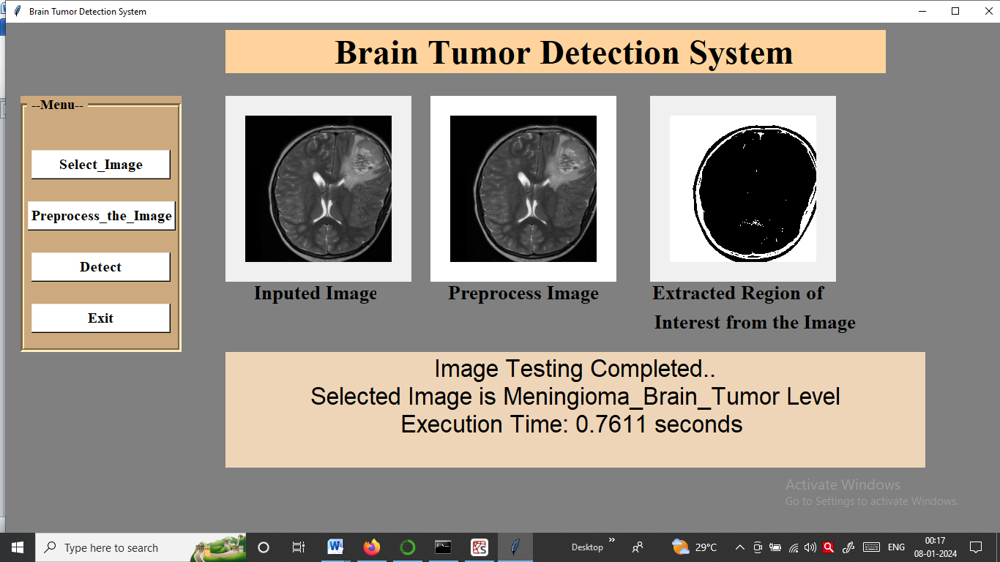 Brain Tumor Detection System
Brain Tumor Detection System
--Menu--
Select_Image
Preprocess_the_Image
Detect
Exit
Inputed Image
Preprocess Image
Extracted Region of
Interest from the Image
Image Testing Completed..
Selected Image is Meningioma_Brain_Tumor Level
Execution Time: 0.7611 seconds
Activate Windows
Go to Settings to activate Windows.
Type here to search
Desktop
29°C
ENG
00:17
08-01-2024